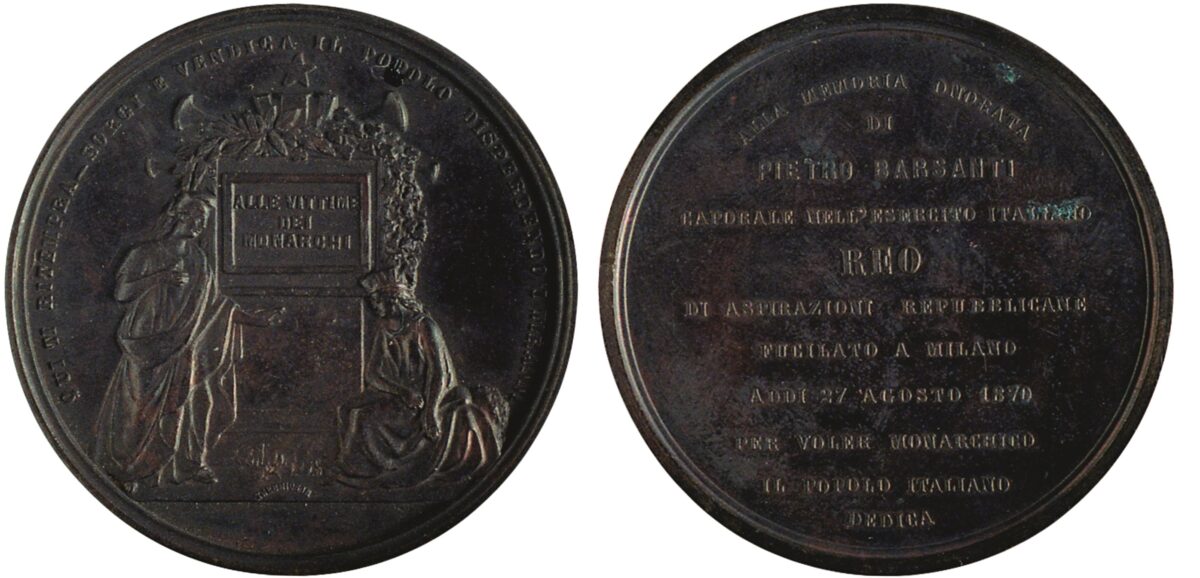 QUI TI RITEMPRA-SORGI E VENDICA IL POPOLO DISPERDENDO I TIRANNI
ALLE VITTIME
DEI
MONARCHI
ALLA MEMORIA ONORATA
DI
PIETRO BARSANTI
CAPORALE NELL'ESERCITO ITALIANO
REO
DI ASPIRAZIONI REPUBBLICANE
FUCILATO A MILANO
ADDI 27 AGOSTO 1870
PER VOLER MONARCHICO
IL POPOLO ITALIANO
DEDICA